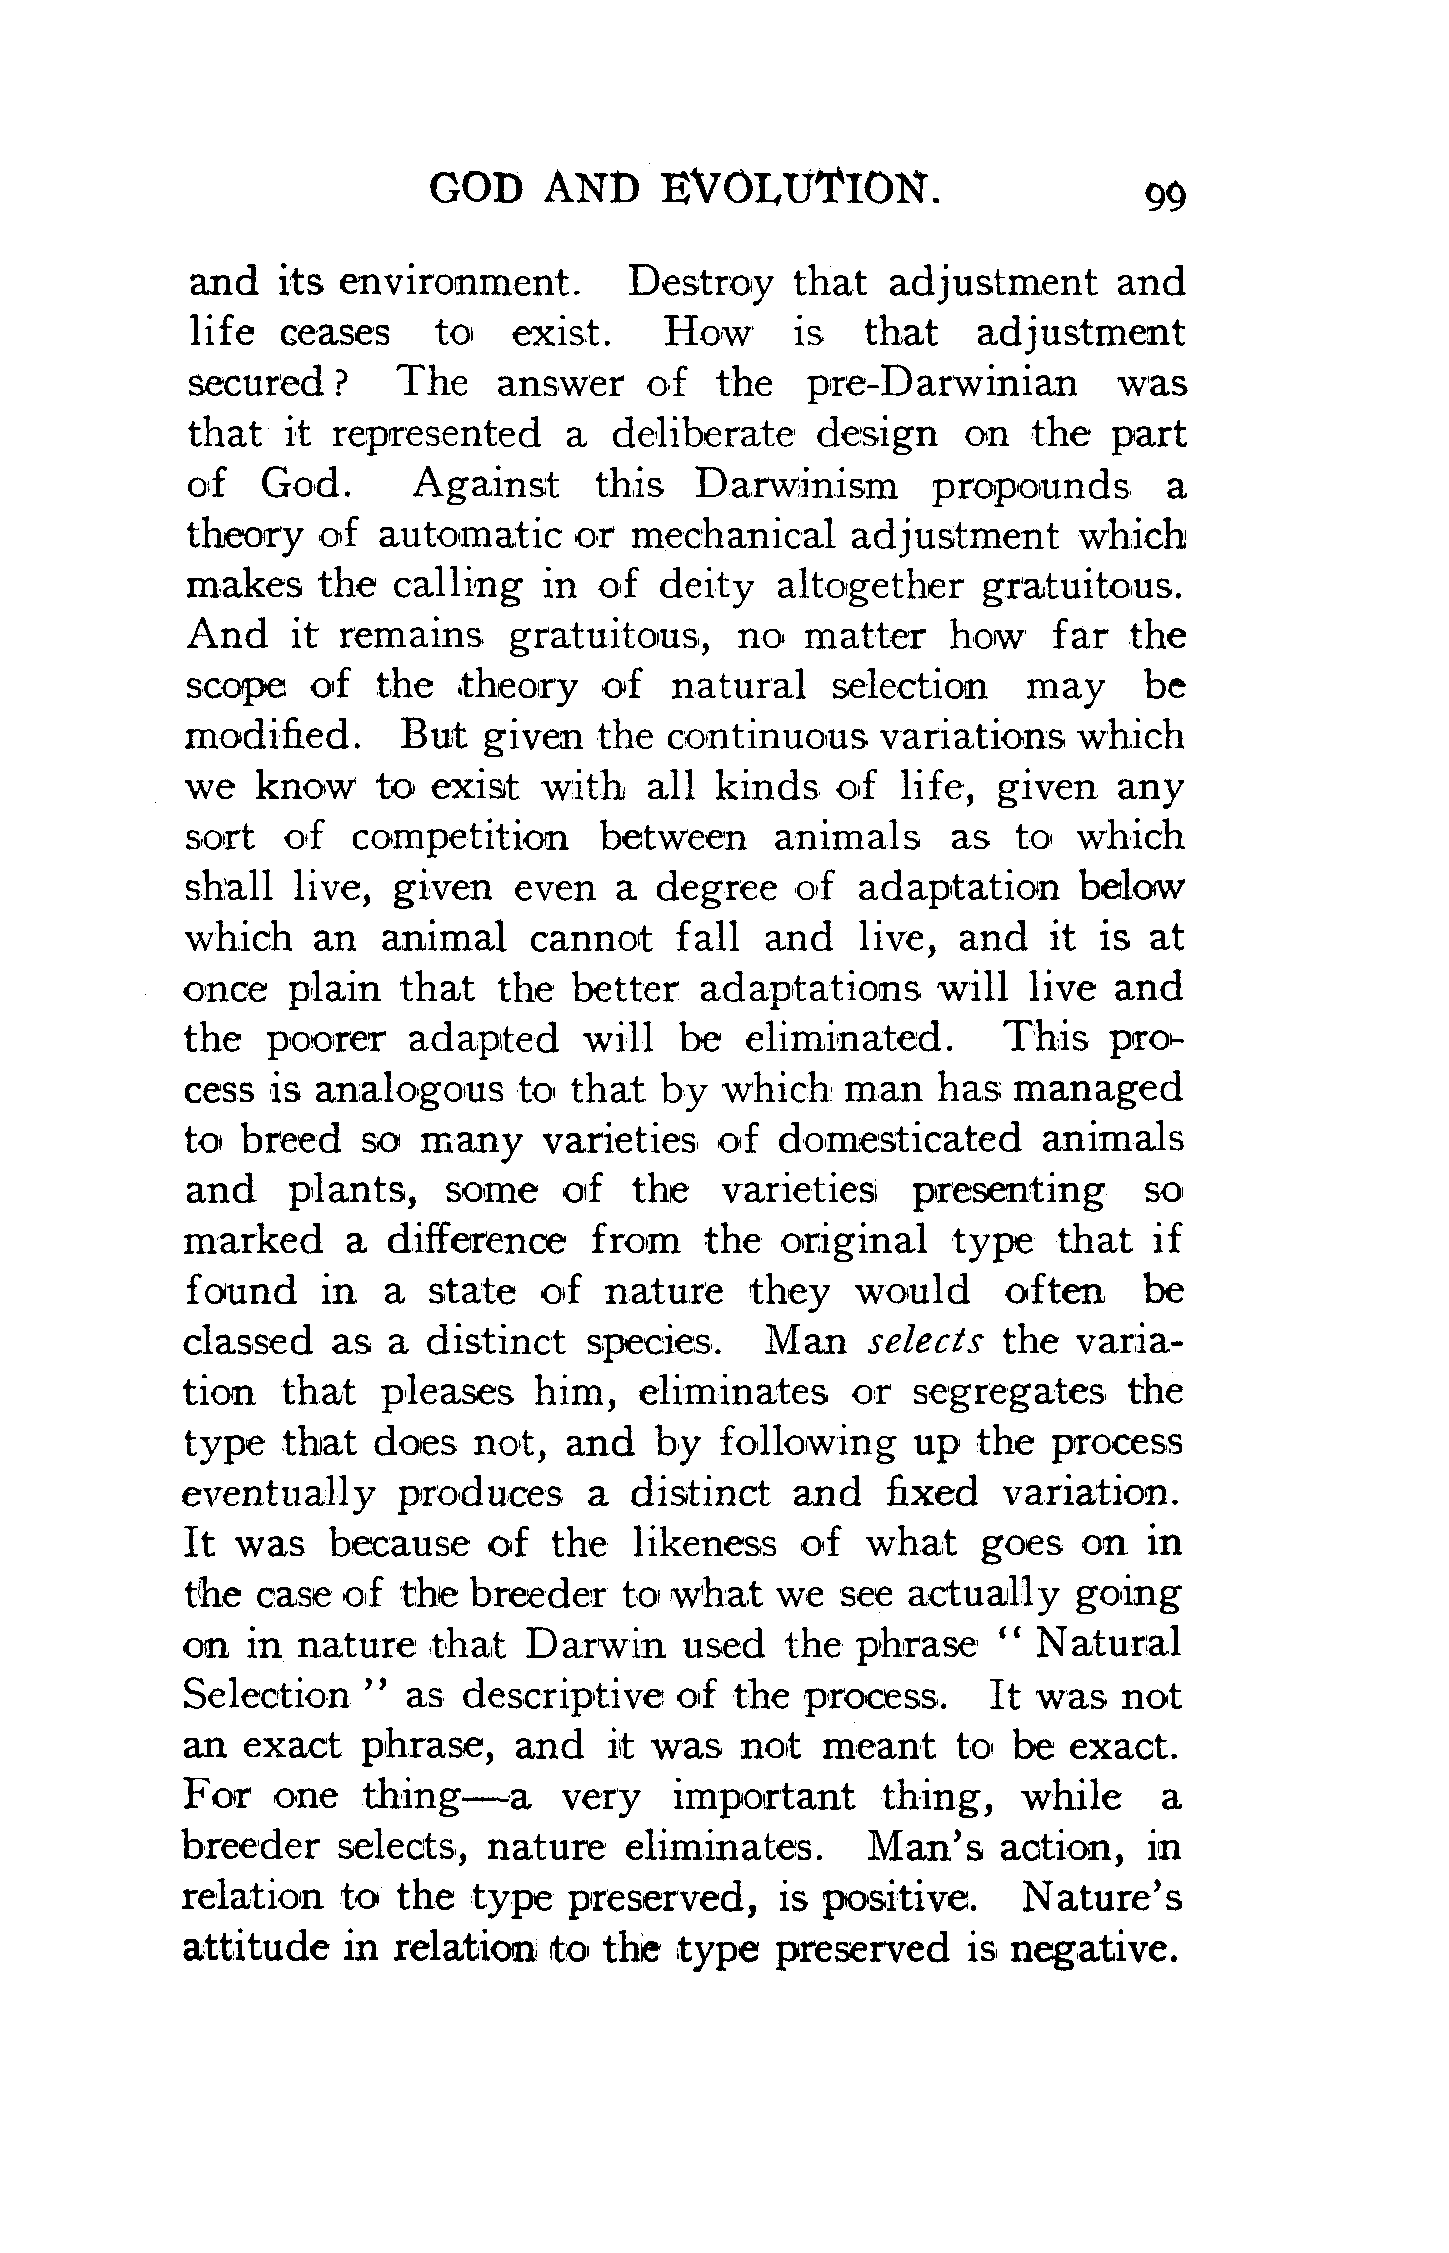 GOD AND EVOLUTION. 99
and its environment. Destroy that adjustment and
life ceases to exist. How is that adjustment
secured? The answer of the pre-Darwinian was
that it represented a deliberate design on the part
of God. Against this Darwinism propounds a
theory of automatic or mechanical adjustment which
makes the calling in of deity altogether gratuitous.
And it remains gratuitous, no matter how far the
scope of the theory of natural selection may be
modified. But given the continuous variations which
we know to exist with all kinds of life, given any
sort of competition between animals as to which
shall live, given even a degree of adaptation below
which an animal cannot fall and live, and it is at
once plain that the better adaptations will live and
the poorer adapted will be eliminated. This pro-
cess is analogous to that by which man has managed
to breed so many varieties of domesticated animals
and plants, some of the varieties presenting so
marked a difference from the original type that if
found in a state of nature they would often be
classed as a distinct species. Man selects the varia-
tion that pleases him, eliminates or segregates the
type that does not, and by following up the process
eventually produces a distinct and fixed variation.
It was because of the likeness of what goes on in
the case of the breeder to what we see actually going
on in nature that Darwin used the phrase “ Natural
Selection ” as descriptive of the process. It was not
an exact phrase, and it was not meant to be exact.
For one thing—a very important thing, while a
breeder selects, nature eliminates. Man’s action, in
relation to the type preserved, is positive. Nature’s
attitude in relation to the type preserved is negative.